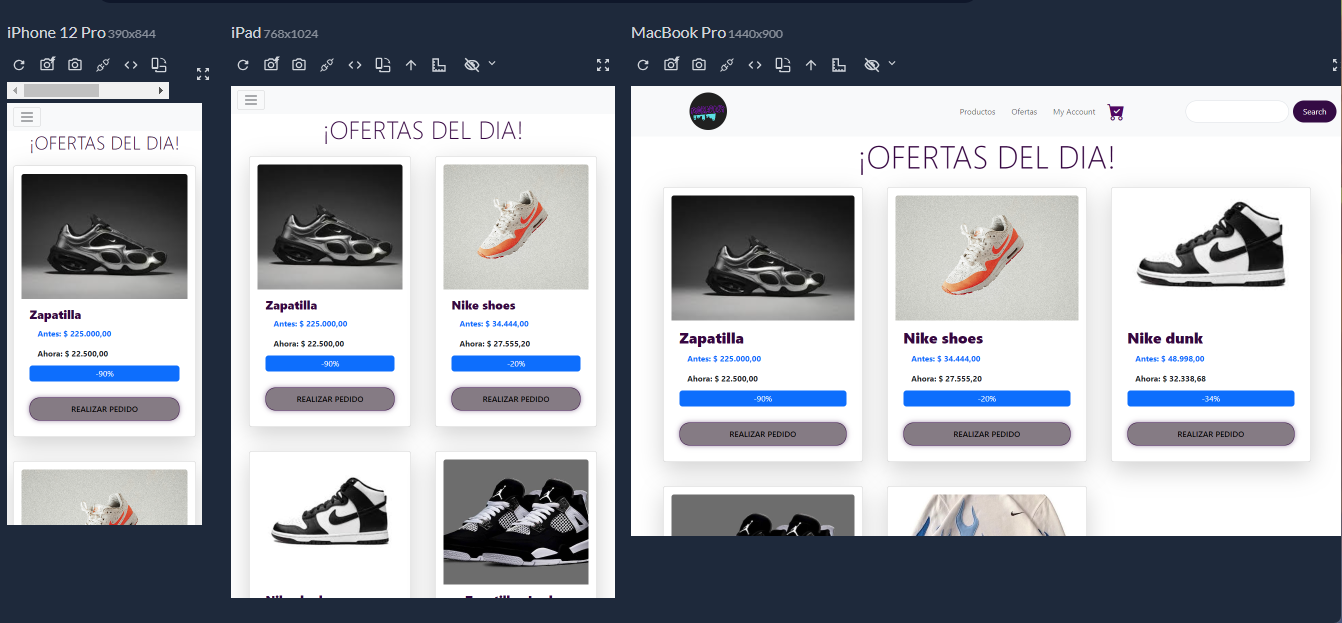 iPhone 12 Pro 390x844
¡OFERTAS DEL DIA!
Zapatilla
Antes: $ 225.000,00
Ahora: $ 22.500,00
-90%
REALIZAR PEDIDO
iPad 768x1024
¡OFERTAS DEL DIA!
Zapatilla
Antes: $ 225.000,00
Ahora: $ 22.500,00
-90%
REALIZAR PEDIDO
Nike shoes
Antes: $ 34.444,00
Ahora: $ 27.555,20
-20%
REALIZAR PEDIDO
MacBook Pro 1440x900
Productos
Ofertas
My Account
Search
¡OFERTAS DEL DIA!
Zapatilla
Antes: $ 225.000,00
Ahora: $ 22.500,00
-90%
REALIZAR PEDIDO
Nike shoes
Antes: $ 34.444,00
Ahora: $ 27.555,20
-20%
REALIZAR PEDIDO
Nike dunk
Antes: $ 48.998,00
Ahora: $ 32.338,68
-34%
REALIZAR PEDIDO